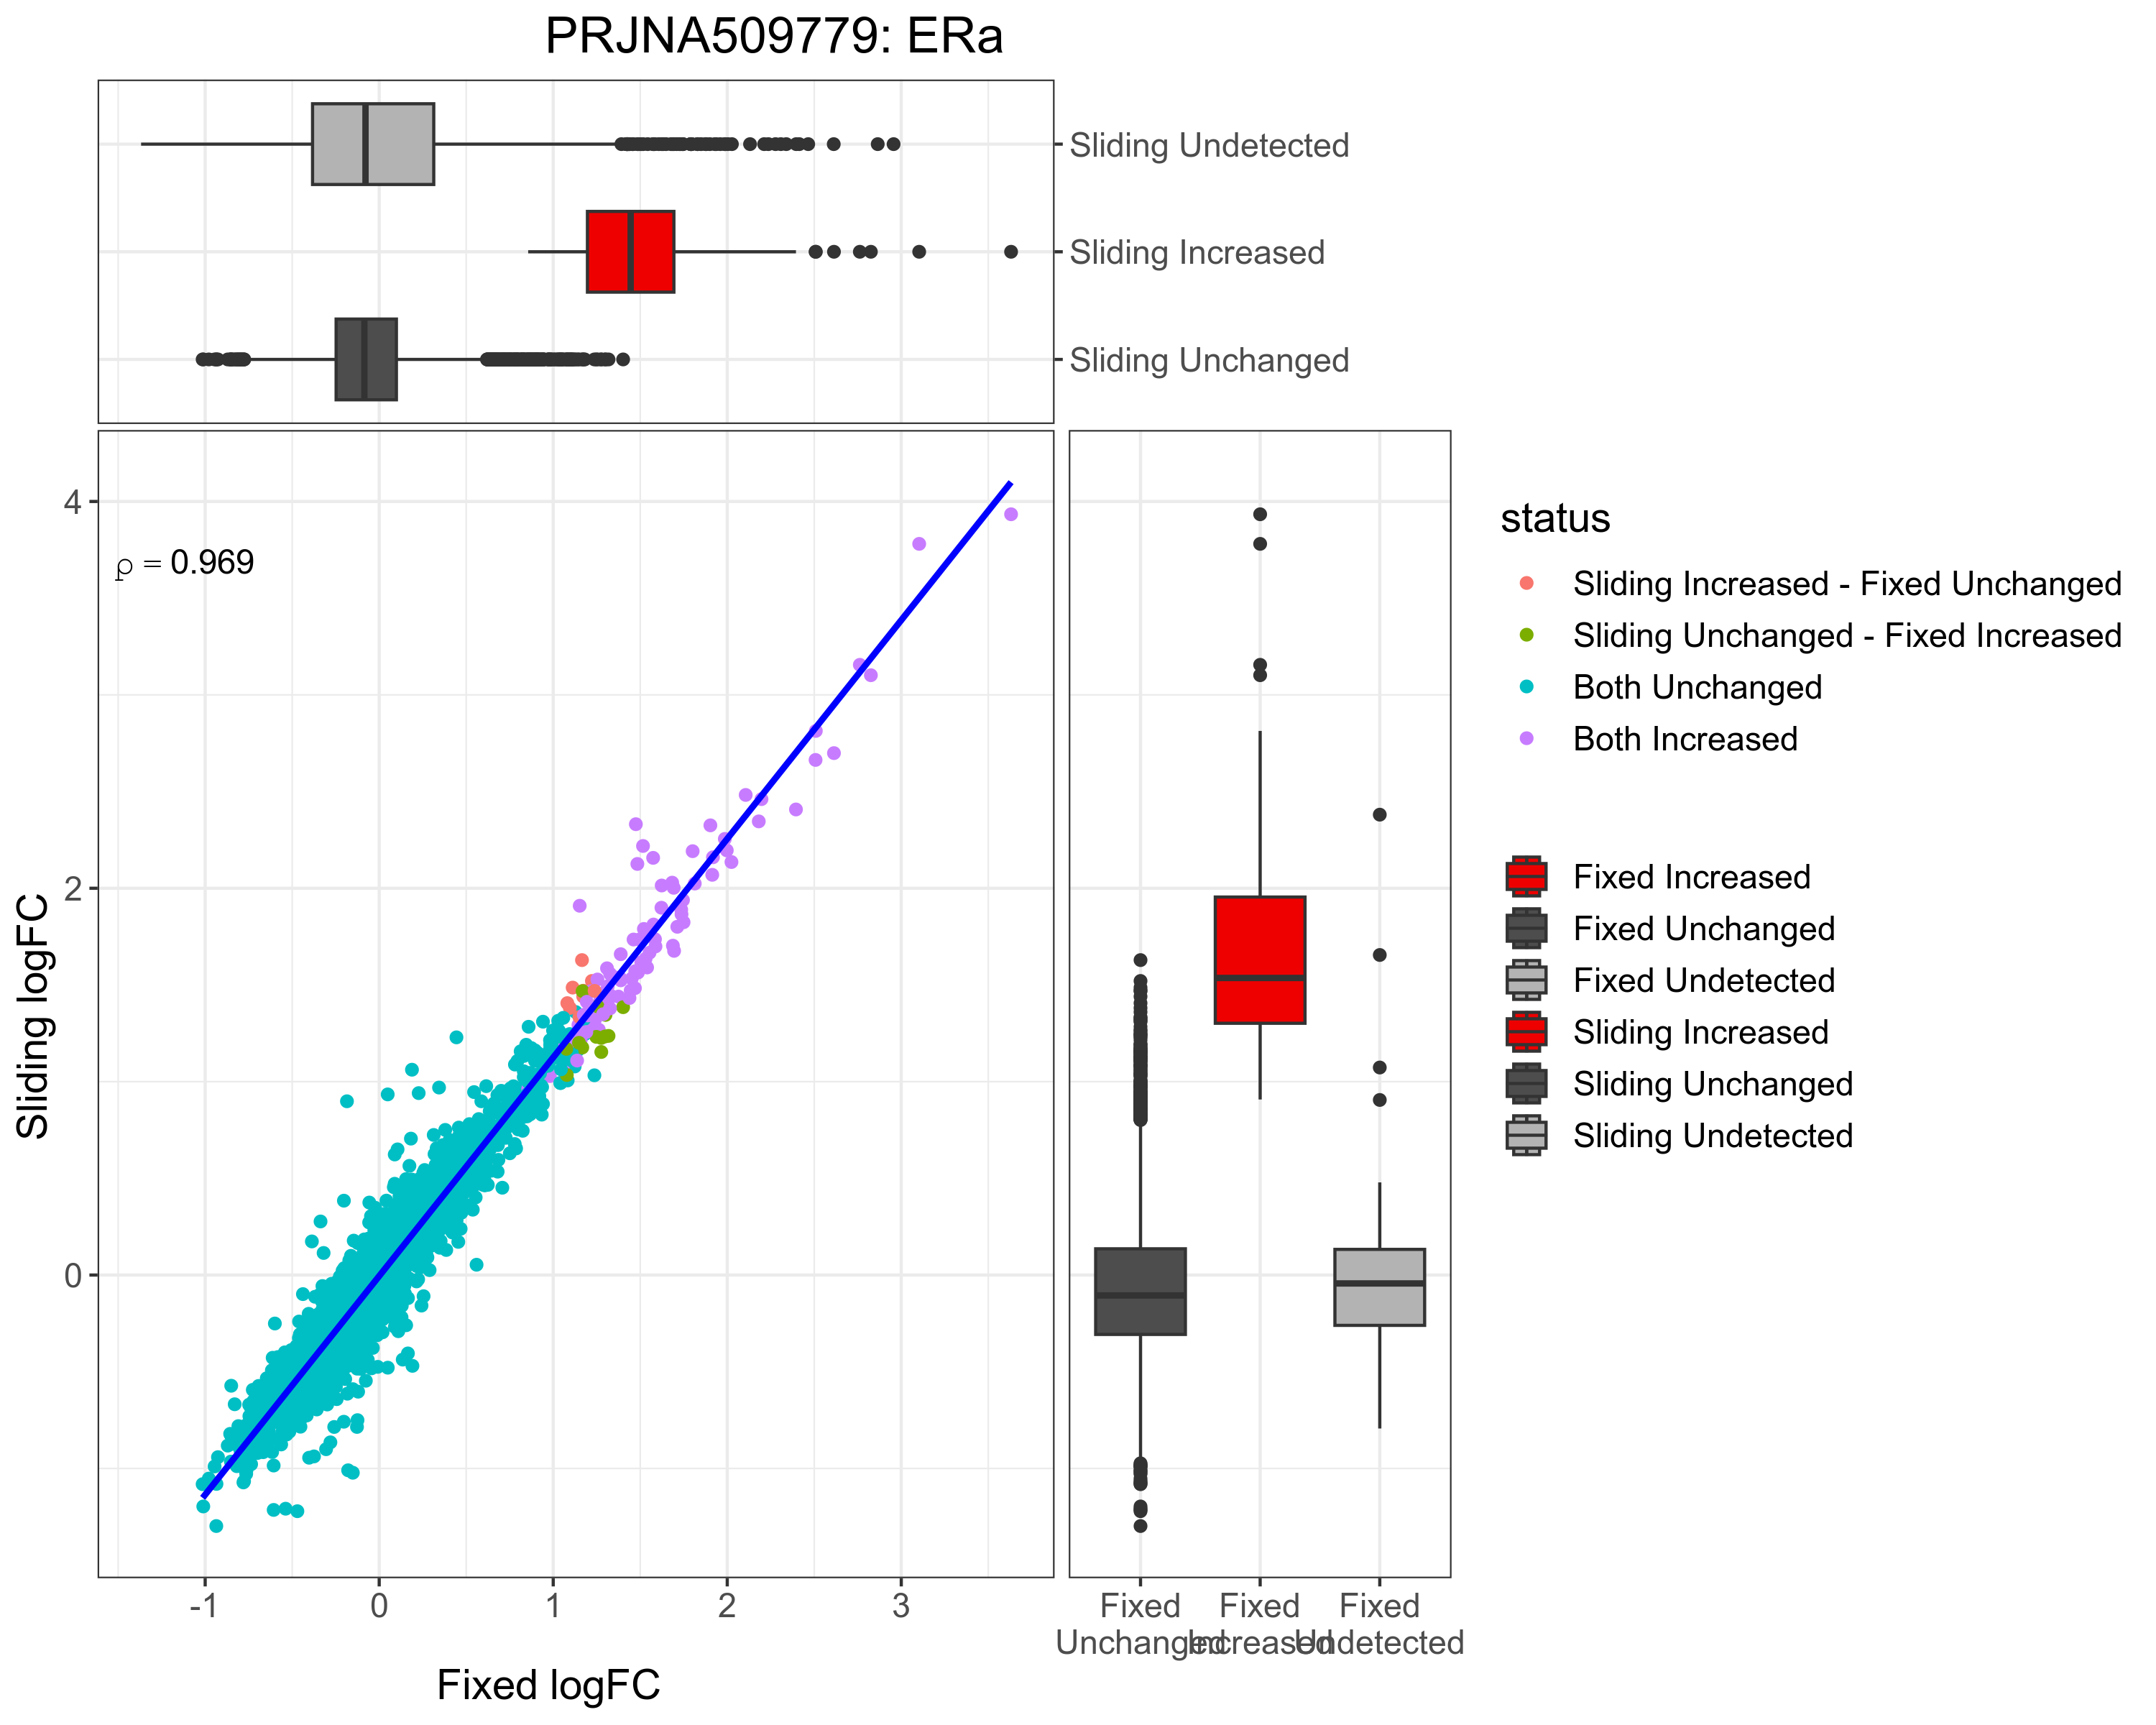 PRJNA509779: ERa
Sliding Undetected
Sliding Increased
Sliding Unchanged
4
2
0
Sliding logFC
ρ = 0.969
-1
0
1
2
3
Fixed logFC
Fixed
Unchanged
Fixed
Increased
Fixed
Undetected
status
Sliding Increased - Fixed Unchanged
Sliding Unchanged - Fixed Increased
Both Unchanged
Both Increased
Fixed Increased
Fixed Unchanged
Fixed Undetected
Sliding Increased
Sliding Unchanged
Sliding Undetected